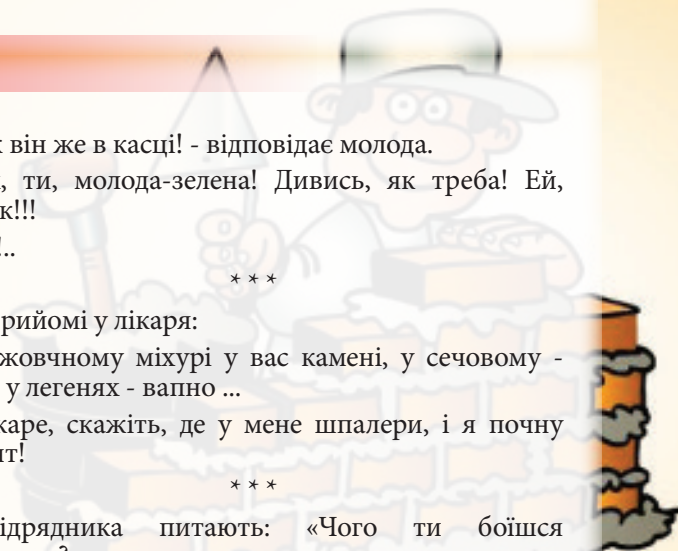 він же в касці! - відповідає молода.
ти, молода-зелена! Дивись, як треба! Ей,
к!!!
!..
* * *
рийомі у лікаря:
жовчному міхурі у вас камені, у сечовому -
у легенях - вапно ...
каре, скажіть, де у мене шпалери, і я почну
нт!
* * *
ідрядника питають: «Чого ти боїшся